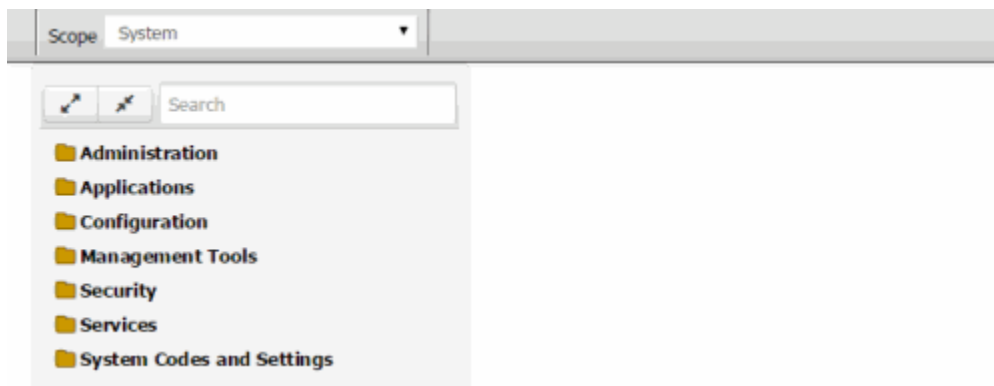 Scope System
Search
Administration
Applications
Configuration
Management Tools
Security
Services
System Codes and Settings